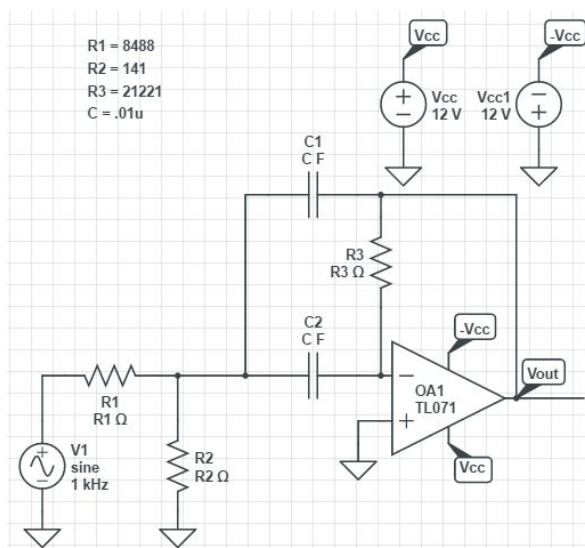 R1 = 8488
R2 = 141
R3 = 21221
C = .01u
Vcc
-Vcc
+
−
Vcc
12 V
Vcc1
12 V
−
+
C1
C F
R3
R3 Ω
C2
C F
-Vcc
R1
R1 Ω
−
+
OA1
TL071
Vout
V1
sine
1 kHz
+
−
R2
R2 Ω
Vcc